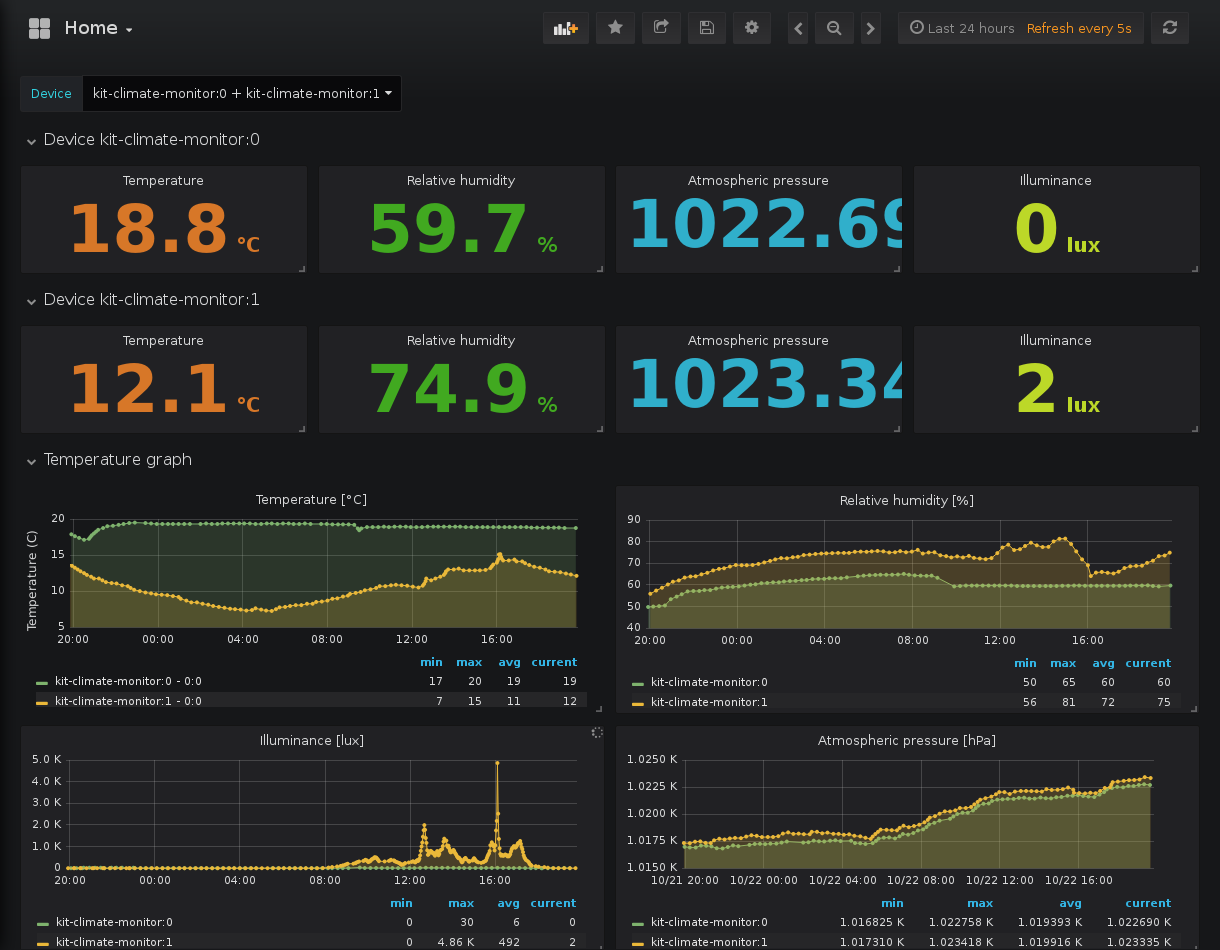 Home
Last 24 hours Refresh every 5s
Device kit-climate-monitor:0 + kit-climate-monitor:1
Device kit-climate-monitor:0
Temperature Relative humidity Atmospheric pressure Illuminance
18.8 °C 59.7 % 1022.69 0 lux
Device kit-climate-monitor:1
Temperature Relative humidity Atmospheric pressure Illuminance
12.1 °C 74.9 % 1023.34 2 lux
Temperature graph
Temperature [°C]
Temperature (C)
20
15
10
5
20:00 00:00 04:00 08:00 12:00 16:00
min max avg current
kit-climate-monitor:0 - 0:0 17 20 19 19
kit-climate-monitor:1 - 0:0 7 15 11 12
Relative humidity [%]
90
80
70
60
50
40
20:00 00:00 04:00 08:00 12:00 16:00
min max avg current
kit-climate-monitor:0 50 65 60 60
kit-climate-monitor:1 56 81 72 75
Illuminance [lux]
5.0 K
4.0 K
3.0 K
2.0 K
1.0 K
0
20:00 00:00 04:00 08:00 12:00 16:00
min max avg current
kit-climate-monitor:0 0 30 6 0
kit-climate-monitor:1 0 4.86 K 492 2
Atmospheric pressure [hPa]
1.0250 K
1.0225 K
1.0200 K
1.0175 K
1.0150 K
10/21 20:00 10/22 00:00 10/22 04:00 10/22 08:00 10/22 12:00 10/22 16:00
min max avg current
kit-climate-monitor:0 1.016825 K 1.022758 K 1.019393 K 1.022690 K
kit-climate-monitor:1 1.017310 K 1.023418 K 1.019916 K 1.023335 K